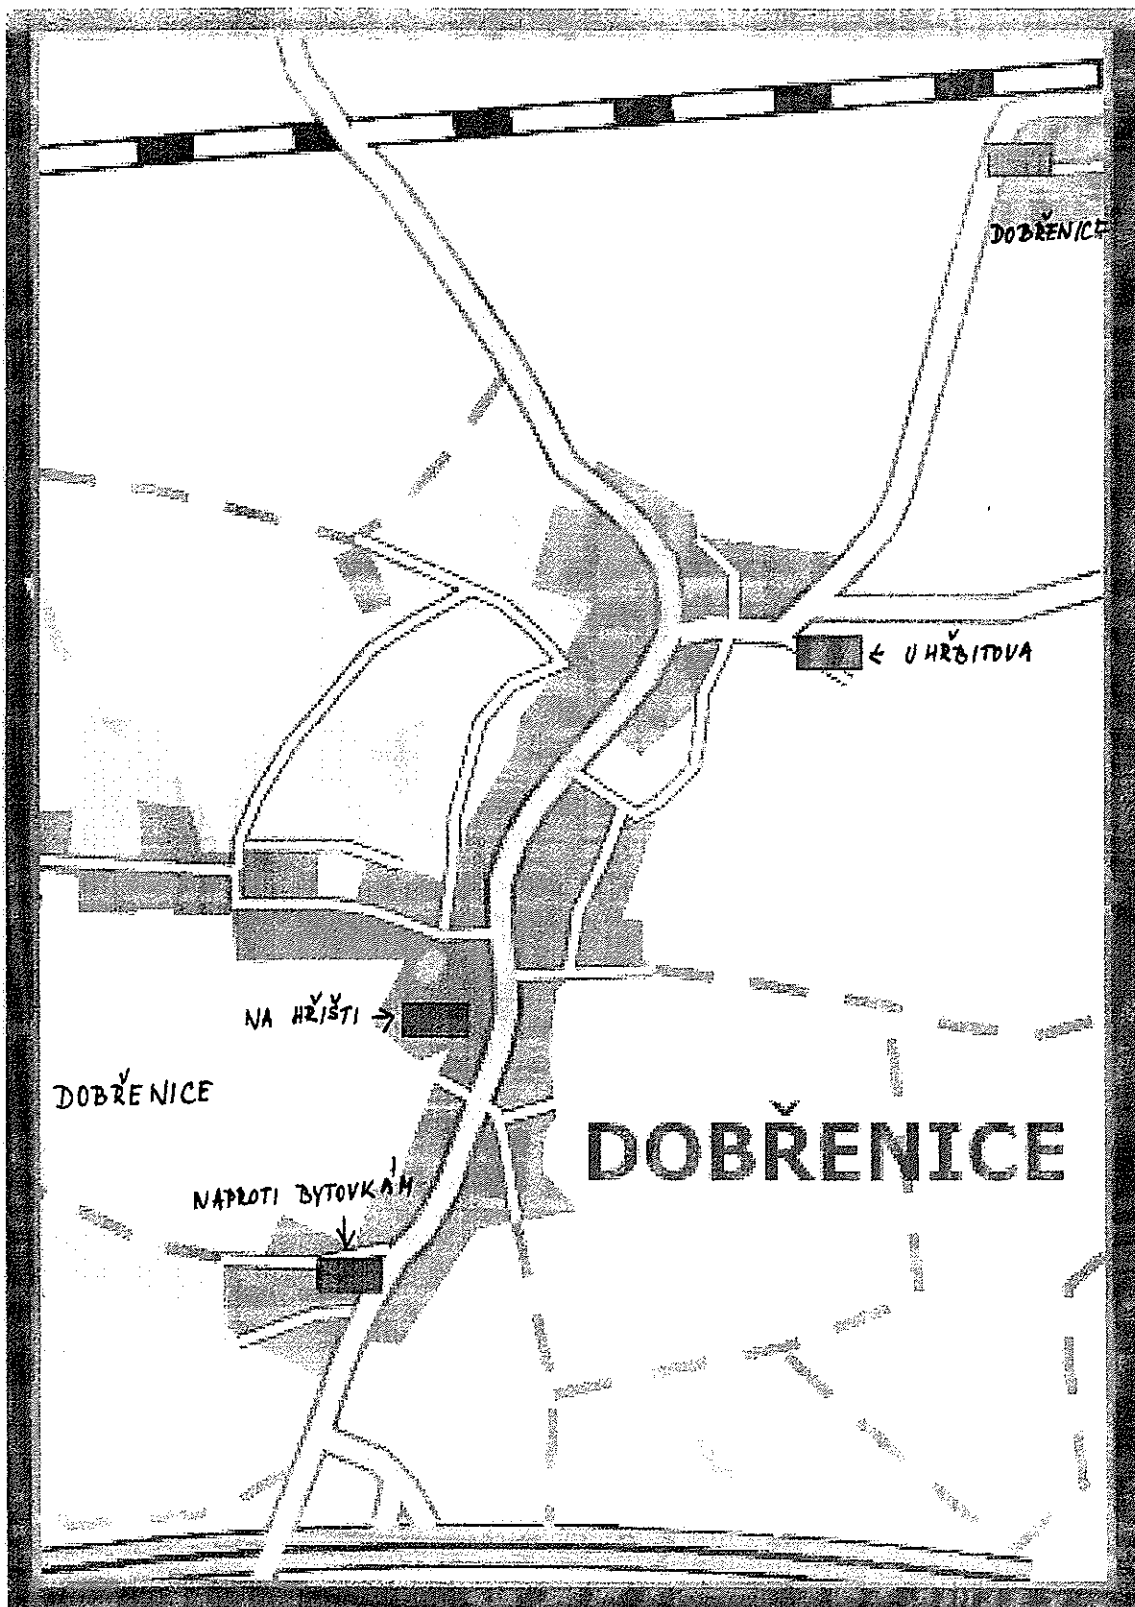 DOBŘENICE
← U HŘBITOVA
NA HŘIŠTI →
DOBŘENICE
DOBŘENICE
NAPROTI BYTOVKÁM